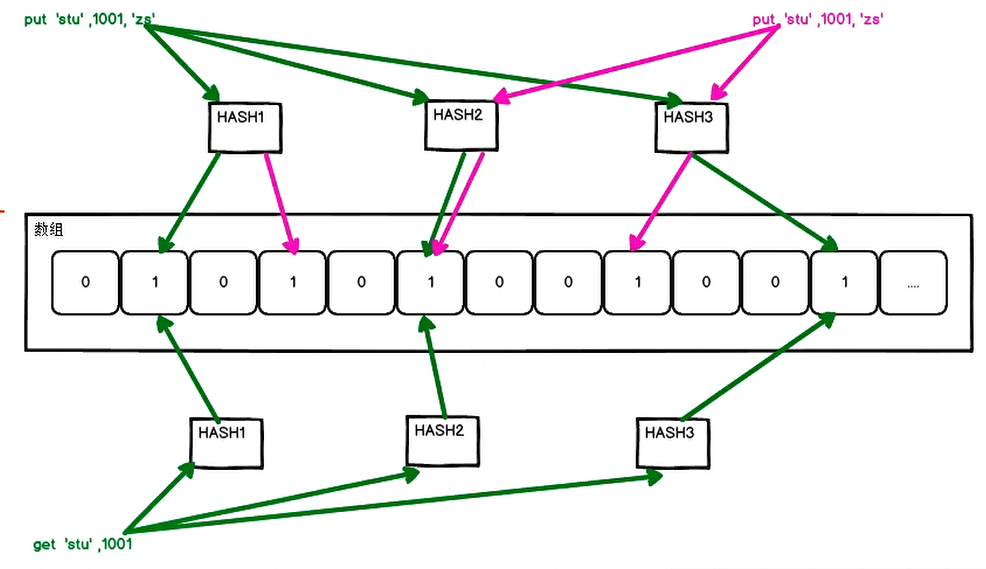 put 'stu' ,1001, 'zs'
put 'stu' ,1001, 'zs'
HASH1
HASH2
HASH3
数组
0
1
0
1
0
1
0
0
1
0
0
1
....
HASH1
HASH2
HASH3
get 'stu' ,1001